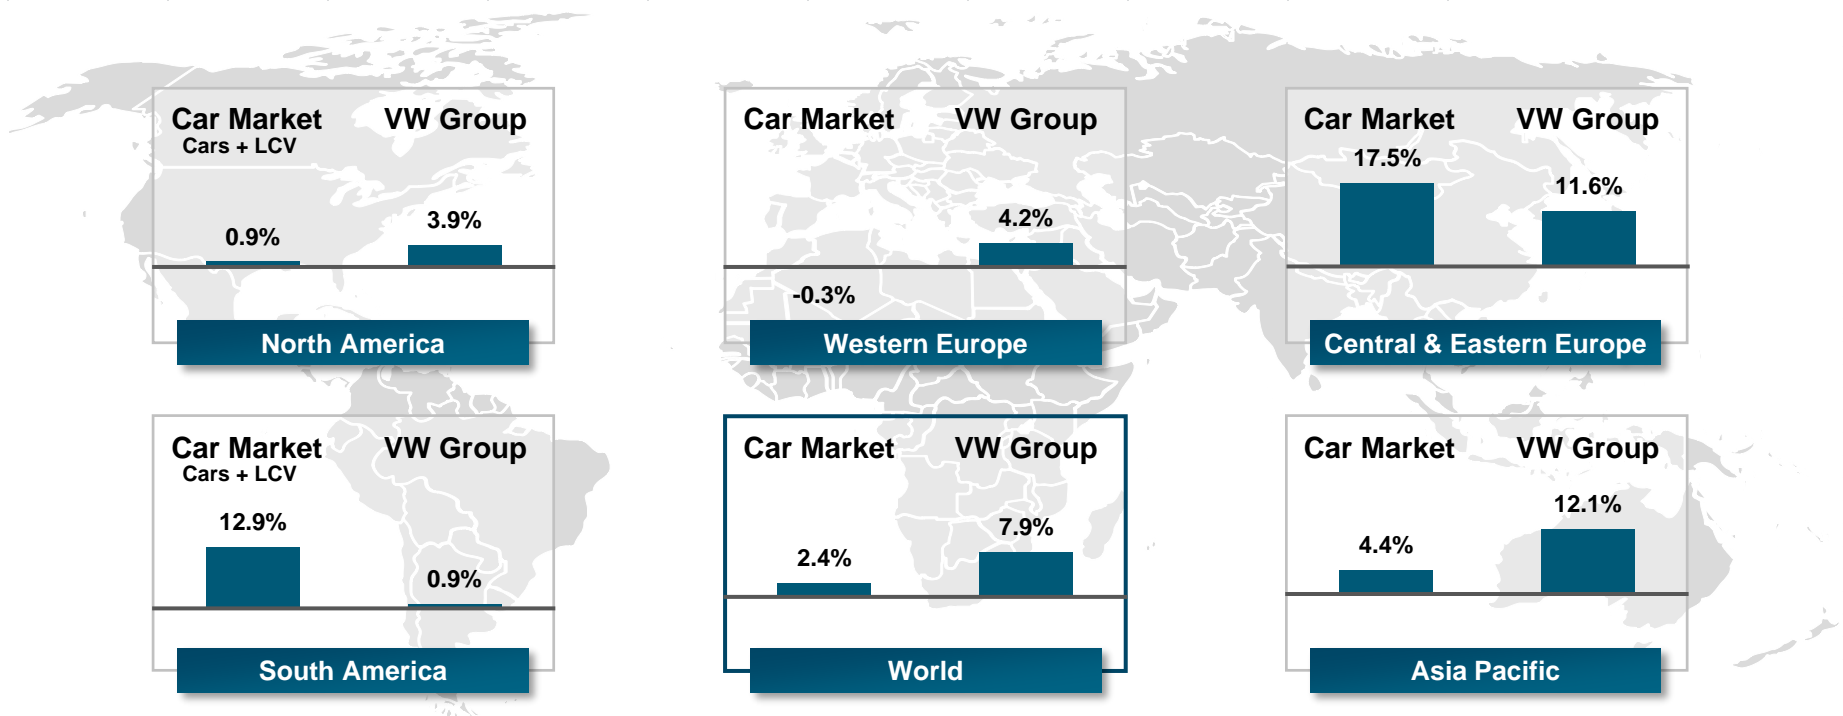 Car Market VW Group
Cars + LCV
0.9%
3.9%
North America
Car Market VW Group
-0.3%
4.2%
Western Europe
Car Market VW Group
17.5%
11.6%
Central & Eastern Europe
Car Market VW Group
Cars + LCV
12.9%
0.9%
South America
Car Market VW Group
2.4%
7.9%
World
Car Market VW Group
4.4%
12.1%
Asia Pacific